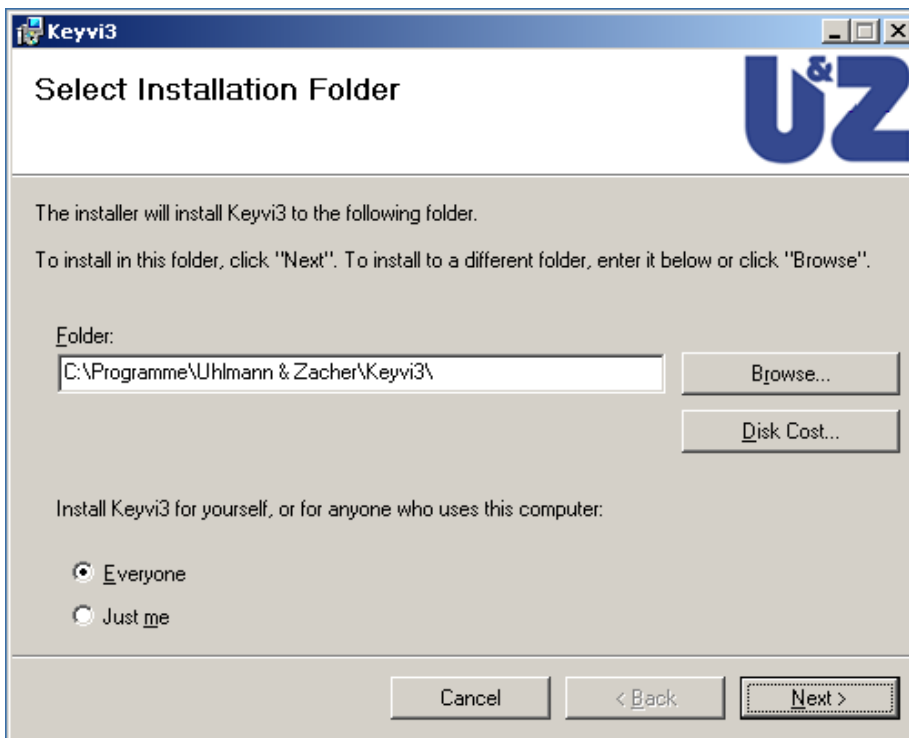 Keyvi3
Select Installation Folder
U&Z
The installer will install Keyvi3 to the following folder.
To install in this folder, click "Next". To install to a different folder, enter it below or click "Browse".
Folder:
C:\Programme\Uhlmann & Zacher\Keyvi3\
Browse...
Disk Cost...
Install Keyvi3 for yourself, or for anyone who uses this computer:
Everyone
Just me
Cancel
< Back
Next >